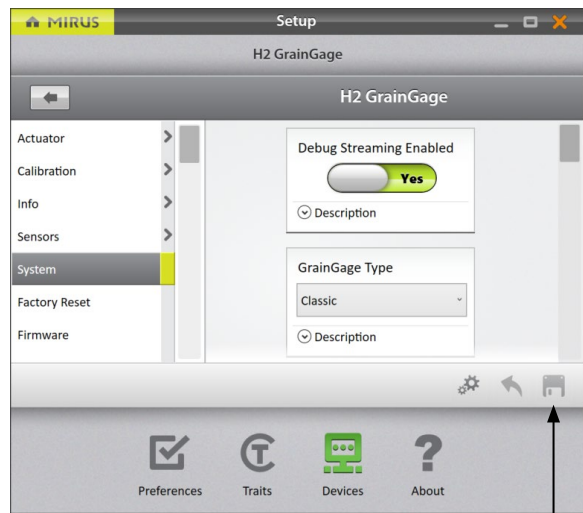 MIRUS
Setup
H2 GrainGage
H2 GrainGage
Actuator
Calibration
Info
Sensors
System
Factory Reset
Firmware
Debug Streaming Enabled
Yes
Description
GrainGage Type
Classic
Description
Preferences
Traits
Devices
About